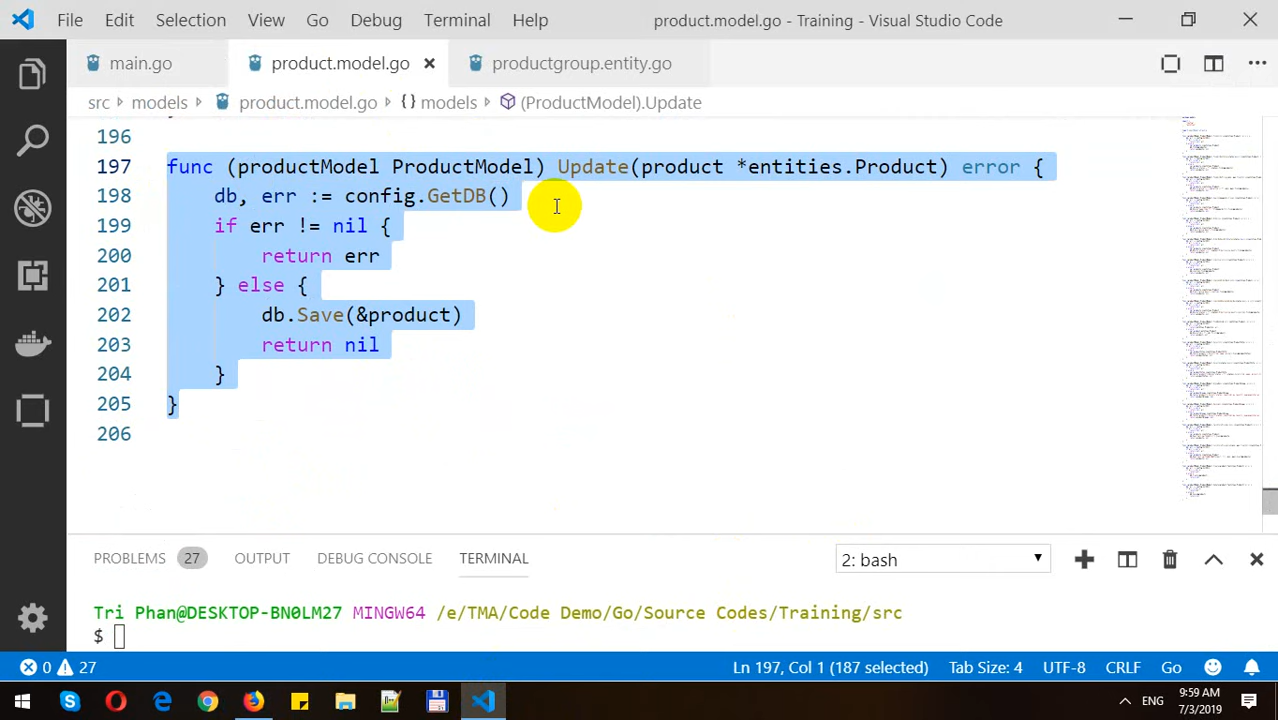 File Edit Selection View Go Debug Terminal Help product.model.go - Training - Visual Studio Code
main.go product.model.go productgroup.entity.go
src > models > product.model.go > {} models > (ProductModel).Update
196
197 func (productModel ProductModel) Update(product *entities.Product) error {
198 db, err := config.GetDB()
199 if err != nil {
200 return err
201 } else {
202 db.Save(&product)
203 return nil
204 }
205 }
206
PROBLEMS 27 OUTPUT DEBUG CONSOLE TERMINAL 2: bash
Tri Phan@DESKTOP-BN0LM27 MINGW64 /e/TMA/Code Demo/Go/Source Codes/Training/src
$
0 27 Ln 197, Col 1 (187 selected) Tab Size: 4 UTF-8 CRLF Go
ENG 9:59 AM
7/3/2019